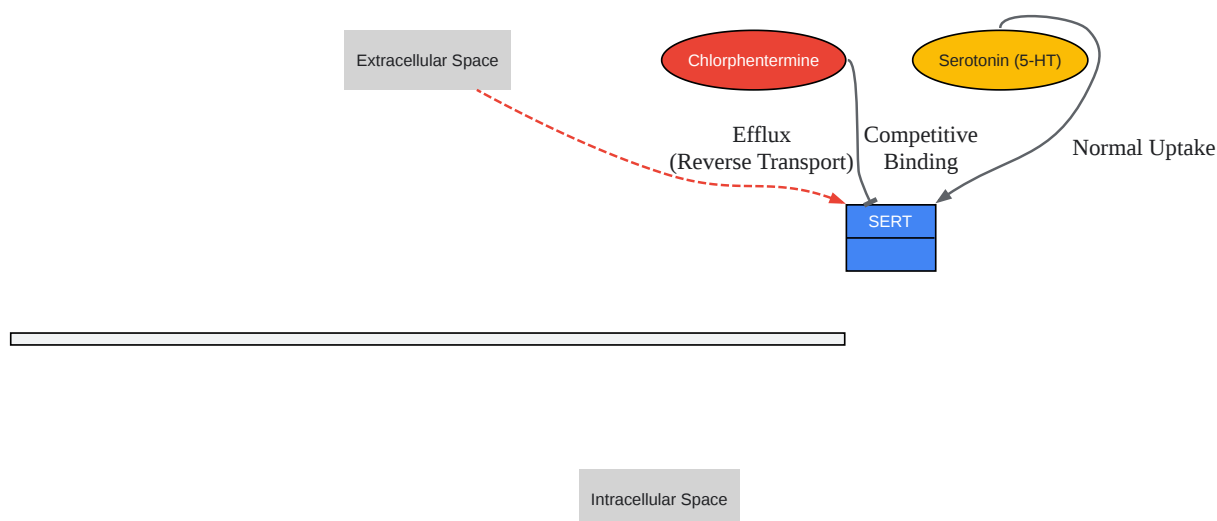 Extracellular Space
Chlorphentermine
Serotonin (5-HT)
Efflux
(Reverse Transport)
Competitive
Binding
Normal Uptake
SERT
Intracellular Space